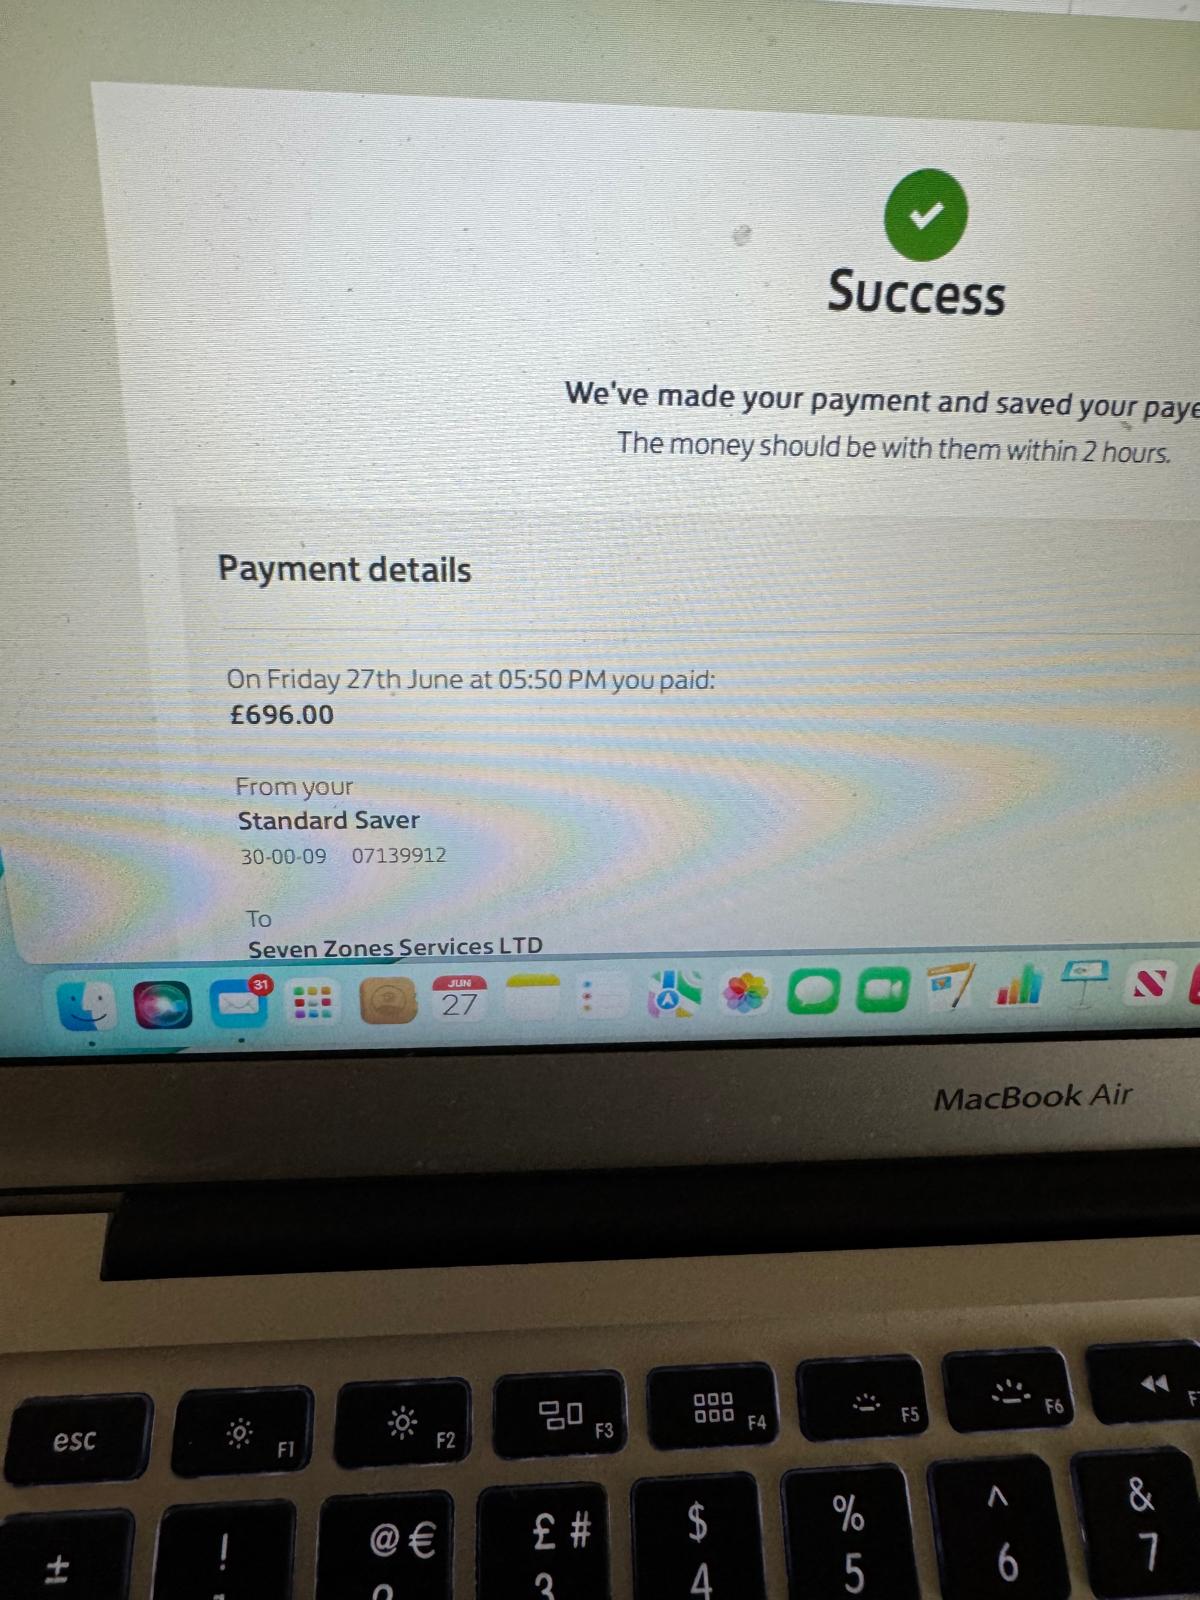 Success
We've made your payment and saved your
The money should be with them within 2 hours.
Payment details
On Friday 27th June at 05:50 PM you paid:
£696.00
From your
Standard Saver
30-00-09 07139912
To
Seven Zones Services LTD
31
JUN
27
MacBook Air
esc F1 F2 F3 F4 F5 F6
± ! @ € £ # $ % ^ &
3 4 5 6 7